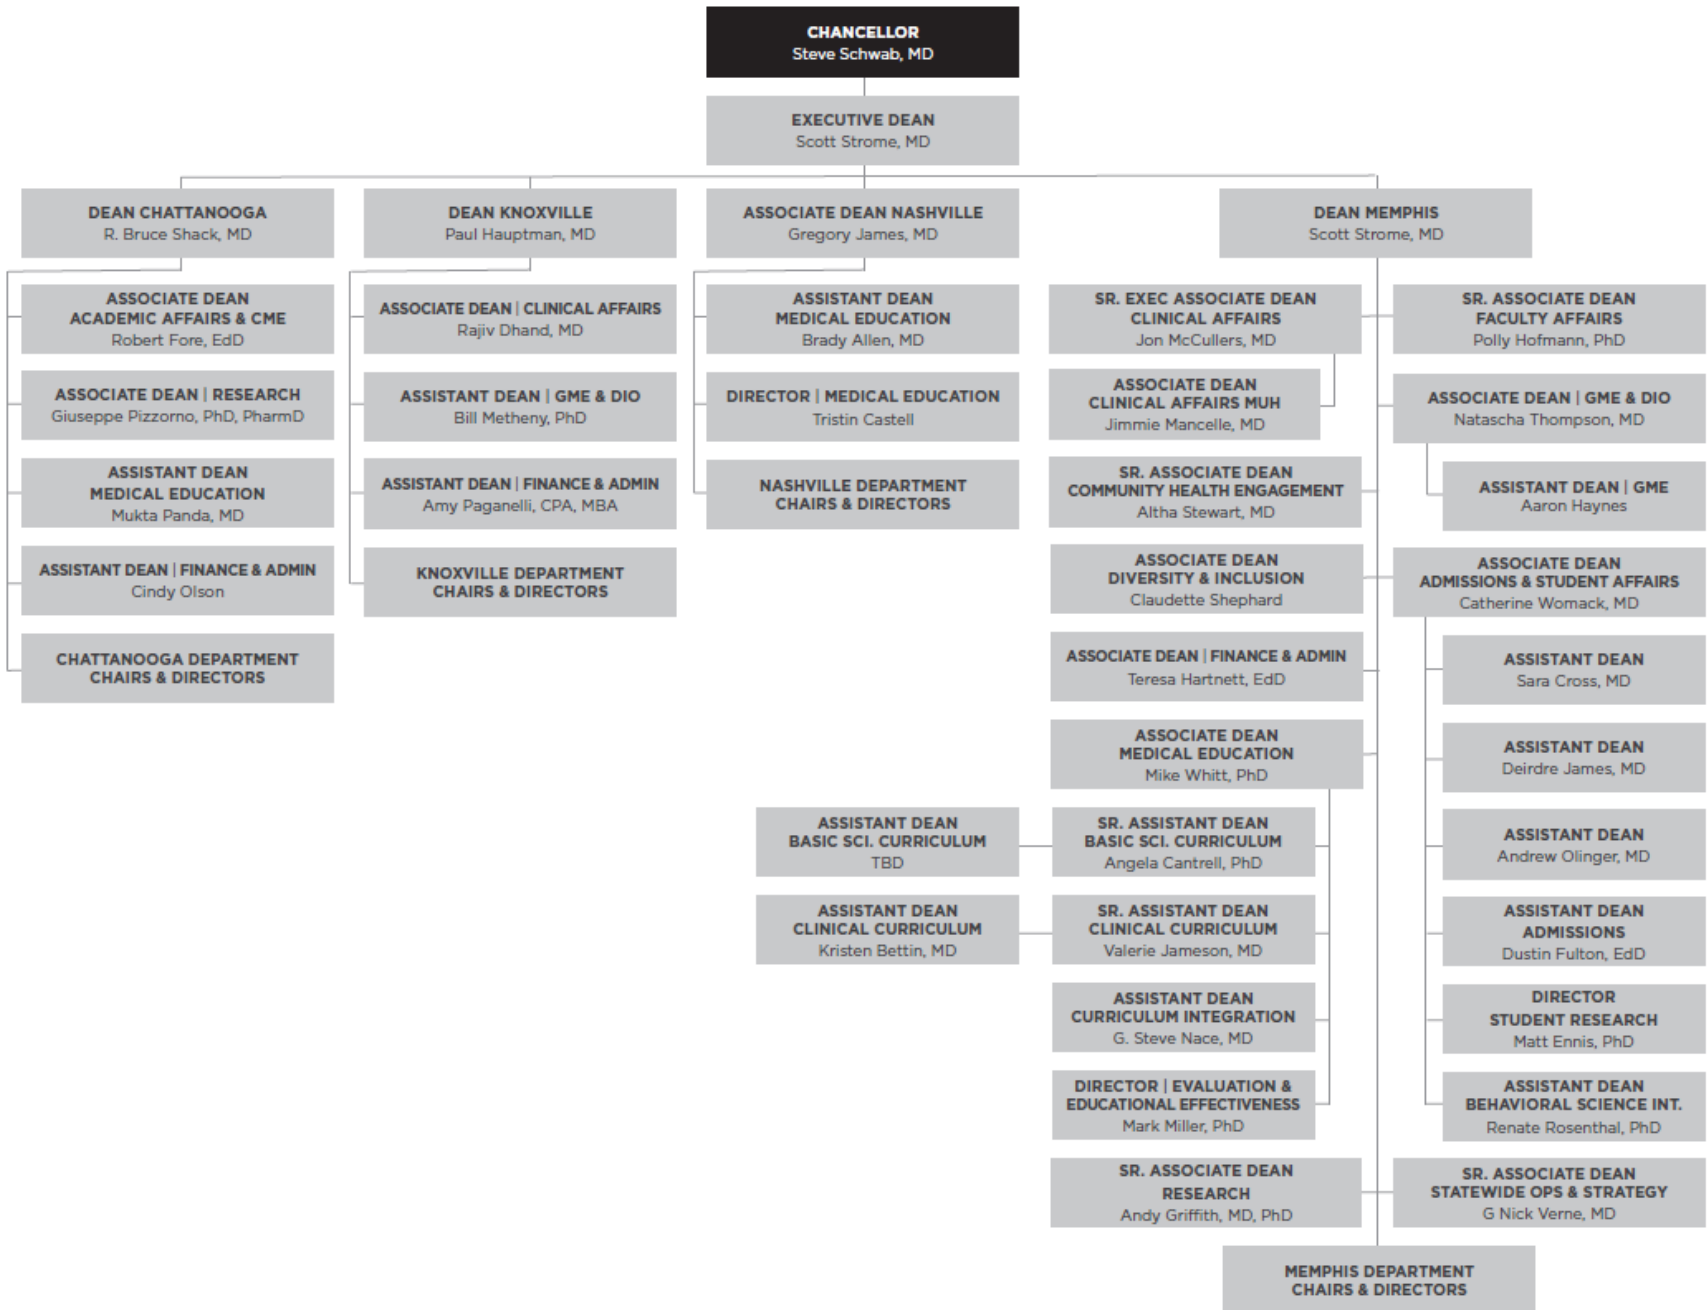 CHANCELLOR
Steve Schwab, MD
EXECUTIVE DEAN
Scott Strome, MD
DEAN CHATTANOOGA
R. Bruce Shack, MD
ASSOCIATE DEAN
ACADEMIC AFFAIRS & CME
Robert Fore, EdD
ASSOCIATE DEAN | RESEARCH
Giuseppe Pizzorno, PhD, PharmD
ASSISTANT DEAN
MEDICAL EDUCATION
Mukta Panda, MD
ASSISTANT DEAN | FINANCE & ADMIN
Cindy Olson
CHATTANOOGA DEPARTMENT
CHAIRS & DIRECTORS
DEAN KNOXVILLE
Paul Hauptman, MD
ASSOCIATE DEAN | CLINICAL AFFAIRS
Rajiv Dhand, MD
ASSISTANT DEAN | GME & DIO
Bill Metheny, PhD
ASSISTANT DEAN | FINANCE & ADMIN
Amy Paganelli, CPA, MBA
KNOXVILLE DEPARTMENT
CHAIRS & DIRECTORS
ASSOCIATE DEAN NASHVILLE
Gregory James, MD
ASSISTANT DEAN
MEDICAL EDUCATION
Brady Allen, MD
DIRECTOR | MEDICAL EDUCATION
Tristin Castell
NASHVILLE DEPARTMENT
CHAIRS & DIRECTORS
DEAN MEMPHIS
Scott Strome, MD
SR. EXEC ASSOCIATE DEAN
CLINICAL AFFAIRS
Jon McCullers, MD
ASSOCIATE DEAN
CLINICAL AFFAIRS MUH
Jimmie Mancelle, MD
SR. ASSOCIATE DEAN
COMMUNITY HEALTH ENGAGEMENT
Altha Stewart, MD
ASSOCIATE DEAN
DIVERSITY & INCLUSION
Claudette Shephard
ASSOCIATE DEAN | FINANCE & ADMIN
Teresa Hartnett, EdD
ASSOCIATE DEAN
MEDICAL EDUCATION
Mike Whitt, PhD
SR. ASSISTANT DEAN
BASIC SCI. CURRICULUM
Angela Cantrell, PhD
ASSISTANT DEAN
BASIC SCI. CURRICULUM
TBD
SR. ASSISTANT DEAN
CLINICAL CURRICULUM
Valerie Jameson, MD
ASSISTANT DEAN
CLINICAL CURRICULUM
Kristen Bettin, MD
ASSISTANT DEAN
CURRICULUM INTEGRATION
G. Steve Nace, MD
DIRECTOR | EVALUATION &
EDUCATIONAL EFFECTIVENESS
Mark Miller, PhD
SR. ASSOCIATE DEAN
RESEARCH
Andy Griffith, MD, PhD
SR. ASSOCIATE DEAN
FACULTY AFFAIRS
Polly Hofmann, PhD
ASSOCIATE DEAN | GME & DIO
Natascha Thompson, MD
ASSISTANT DEAN | GME
Aaron Haynes
ASSOCIATE DEAN
ADMISSIONS & STUDENT AFFAIRS
Catherine Womack, MD
ASSISTANT DEAN
Sara Cross, MD
ASSISTANT DEAN
Deirdre James, MD
ASSISTANT DEAN
Andrew Olinger, MD
ASSISTANT DEAN
ADMISSIONS
Dustin Fulton, EdD
DIRECTOR
STUDENT RESEARCH
Matt Ennis, PhD
ASSISTANT DEAN
BEHAVIORAL SCIENCE INT.
Renate Rosenthal, PhD
SR. ASSOCIATE DEAN
STATEWIDE OPS & STRATEGY
G Nick Verne, MD
MEMPHIS DEPARTMENT
CHAIRS & DIRECTORS